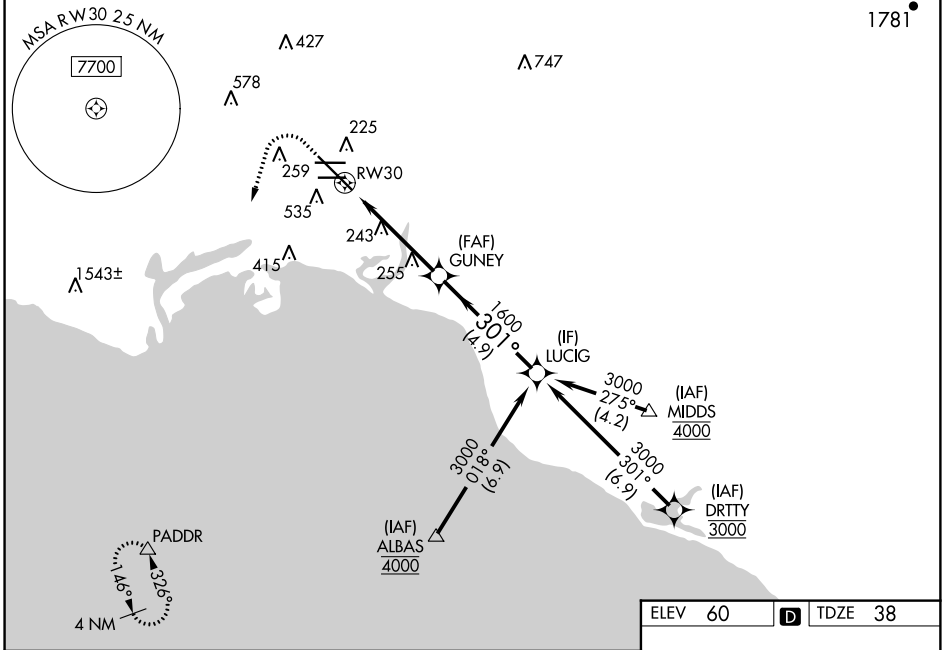 MSA RW30 25 NM
7700
427
578
747
1781
225
259
RW30
535
243
415
255
1543±
(FAF)
GUNEY
1600
301°
(4.9)
(IF)
LUCIG
3000
275°
(4.2)
(IAF)
MIDDS
4000
3000
301°
(6.9)
(IAF)
DRTTY
3000
3000
018°
(6.9)
(IAF)
ALBAS
4000
PADDR
146°
326°
4 NM
ELEV 60 D TDZE 38